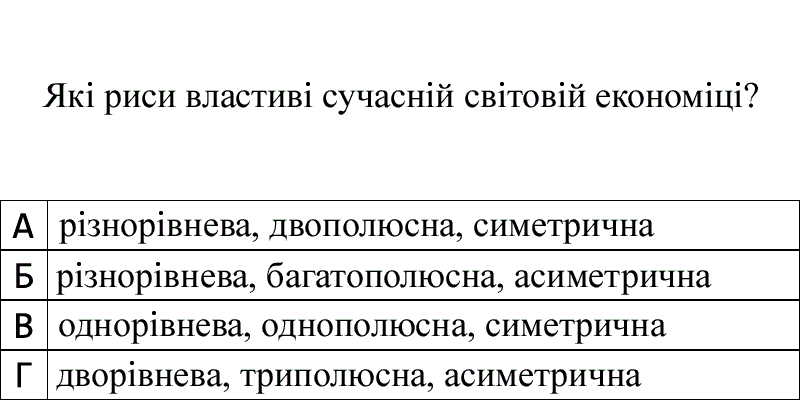 Які риси властиві сучасній світовій економіці?
А різнорівнева, двополюсна, симетрична
Б різнорівнева, багатополюсна, асиметрична
В однорівнева, однополюсна, симетрична
Г дворівнева, триполюсна, асиметрична